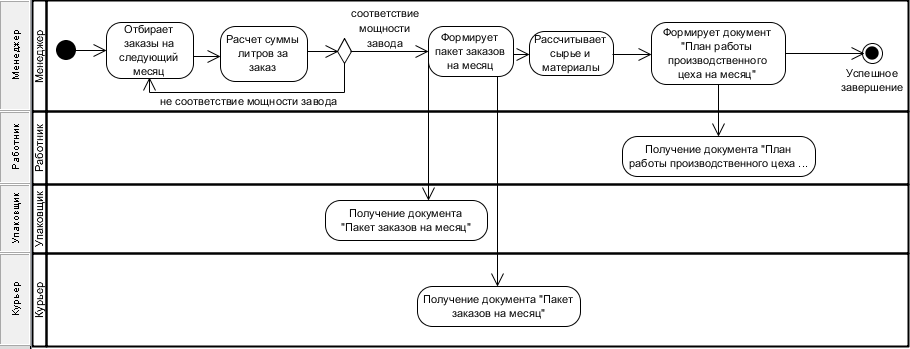 Менеджер
Менеджер
Отбирает
заказы на
следующий
месяц
Расчет суммы
литров за
заказ
соответствие
мощности
завода
не соответствие мощности завода
Формирует
пакет заказов
на месяц
Рассчитывает
сырье и
материалы
Формирует документ
"План работы
производственного
цеха на месяц"
Успешное
завершение
Работник
Работник
Получение документа "План
работы производственного цеха ...
Упаковщик
Упаковщик
Получение документа
"Пакет заказов на месяц"
Курьер
Курьер
Получение документа "Пакет
заказов на месяц"